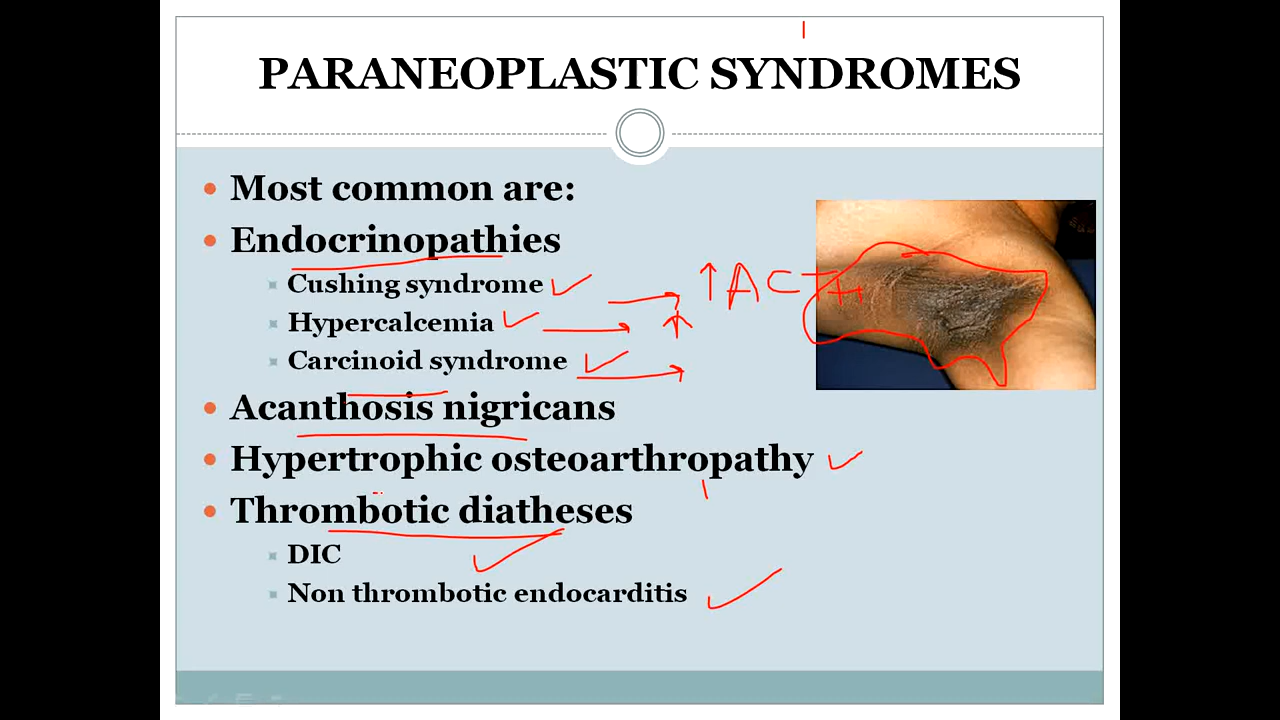 PARANEOPLASTIC SYNDROMES
Most common are:
Endocrinopathies
Cushing syndrome
↑ ACTH
Hypercalcemia
Carcinoid syndrome
Acanthosis nigricans
Hypertrophic osteoarthropathy
Thrombotic diatheses
DIC
Non thrombotic endocarditis